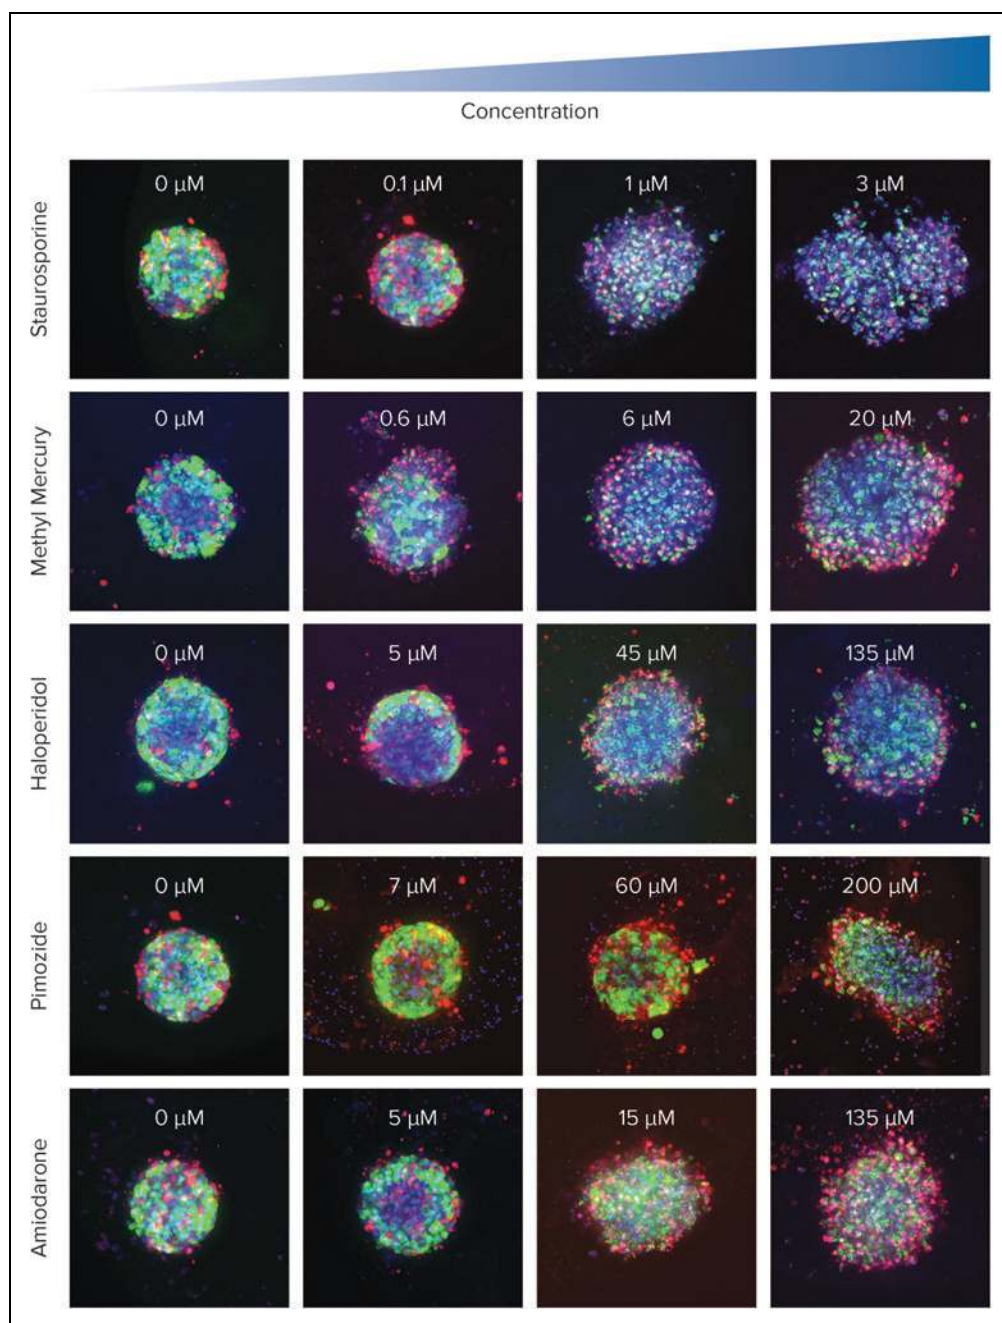 Concentration
Staurosporine
0 µM
0.1 µM
1 µM
3 µM
Methyl Mercury
0 µM
0.6 µM
6 µM
20 µM
Haloperidol
0 µM
5 µM
45 µM
135 µM
Pimozide
0 µM
7 µM
60 µM
200 µM
Amiodarone
0 µM
5 µM
15 µM
135 µM